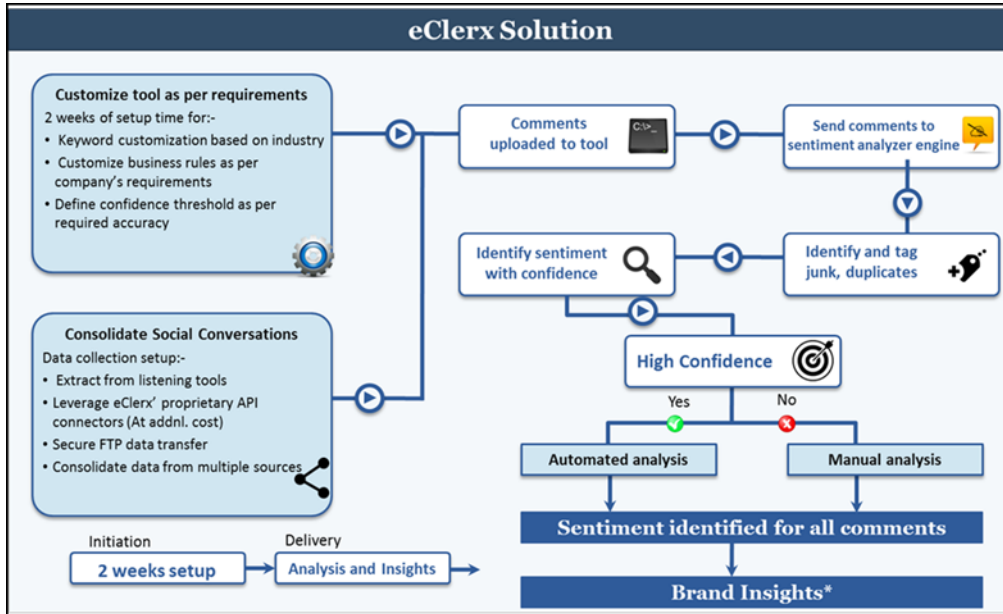 eClerx Solution
Customize tool as per requirements
2 weeks of setup time for:-
• Keyword customization based on industry
• Customize business rules as per
company's requirements
• Define confidence threshold as per
required accuracy
Consolidate Social Conversations
Data collection setup:-
• Extract from listening tools
• Leverage eClerx' proprietary API
connectors (At addnl. cost)
• Secure FTP data transfer
• Consolidate data from multiple sources
Comments
uploaded to tool
C:\>_
Send comments to
sentiment analyzer engine
Identify and tag
junk, duplicates
Identify sentiment
with confidence
High Confidence
Yes
No
Automated analysis
Manual analysis
Sentiment identified for all comments
Brand Insights*
Initiation
2 weeks setup
Delivery
Analysis and Insights